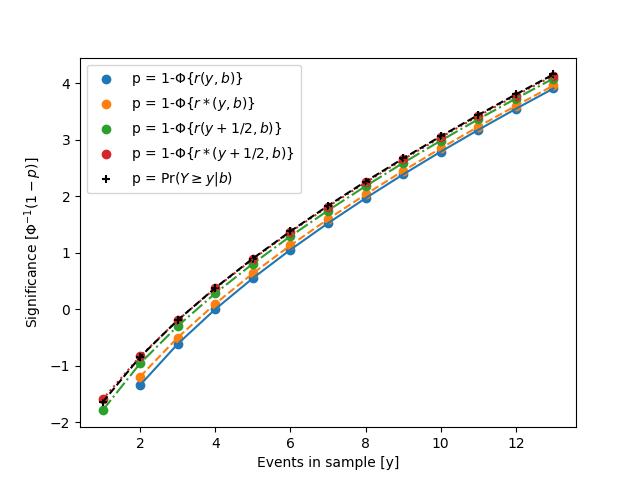 p = 1-Φ{r(y, b)}
p = 1-Φ{r*(y, b)}
p = 1-Φ{r(y + 1/2, b)}
p = 1-Φ{r*(y + 1/2, b)}
p = Pr(Y ≥ y|b)
4
3
2
1
0
−1
−2
Significance [Φ⁻¹(1 − p)]
2 4 6 8 10 12
Events in sample [y]